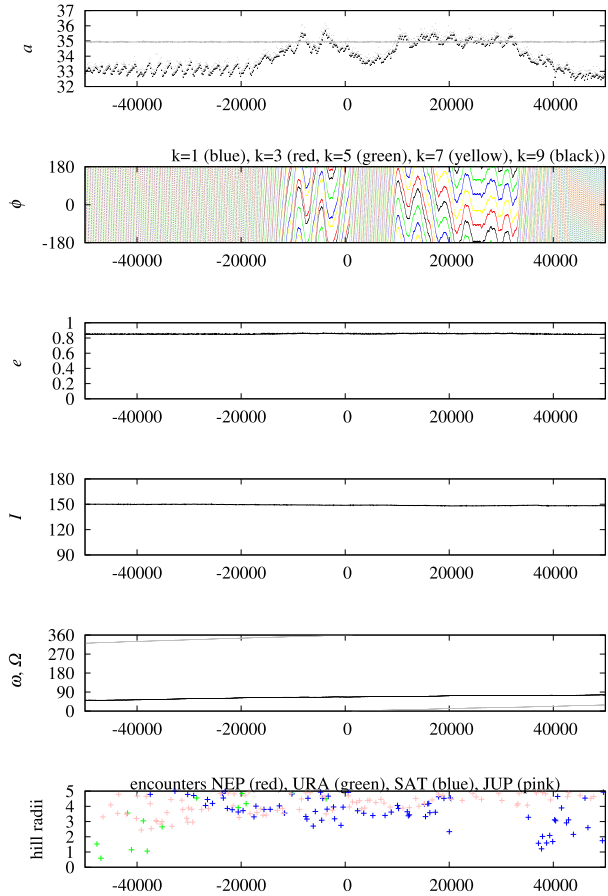 37
36
35
34
33
32
a
-40000 -20000 0 20000 40000
k=1 (blue), k=3 (red, k=5 (green), k=7 (yellow), k=9 (black))
180
0
-180
ϕ
-40000 -20000 0 20000 40000
1
0.8
0.6
0.4
0.2
0
e
-40000 -20000 0 20000 40000
180
150
120
90
I
-40000 -20000 0 20000 40000
360
270
180
90
0
ω, Ω
-40000 -20000 0 20000 40000
encounters NEP (red), URA (green), SAT (blue), JUP (pink)
5
4
3
2
1
0
hill radii
-40000 -20000 0 20000 40000